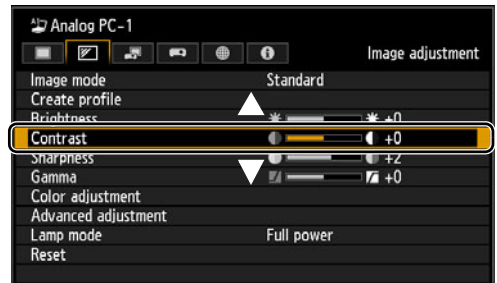 Analog PC-1
Image adjustment
Image mode Standard
Create profile
Brightness +0
Contrast +0
Sharpness +2
Gamma +0
Color adjustment
Advanced adjustment
Lamp mode Full power
Reset